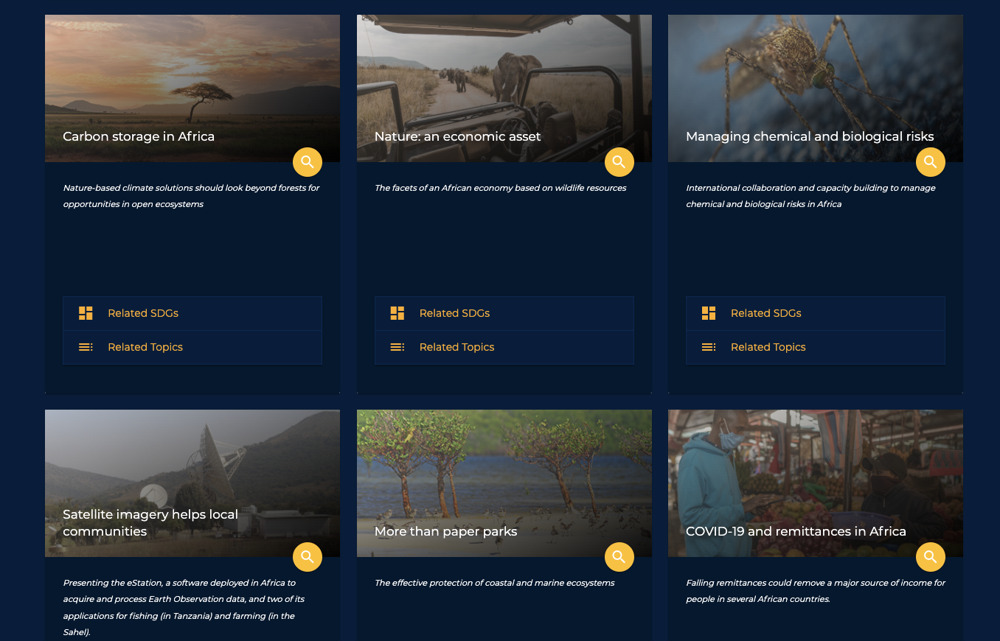 Carbon storage in Africa
Nature-based climate solutions should look beyond forests for
opportunities in open ecosystems
Related SDGs
Related Topics
Nature: an economic asset
The facets of an African economy based on wildlife resources
Related SDGs
Related Topics
Managing chemical and biological risks
International collaboration and capacity building to manage
chemical and biological risks in Africa
Related SDGs
Related Topics
Satellite imagery helps local
communities
Presenting the eStation, a software deployed in Africa to
acquire and process Earth Observation data, and two of its
applications for fishing (in Tanzania) and farming (in the
Sahel).
More than paper parks
The effective protection of coastal and marine ecosystems
COVID-19 and remittances in Africa
Falling remittances could remove a major source of income for
people in several African countries.